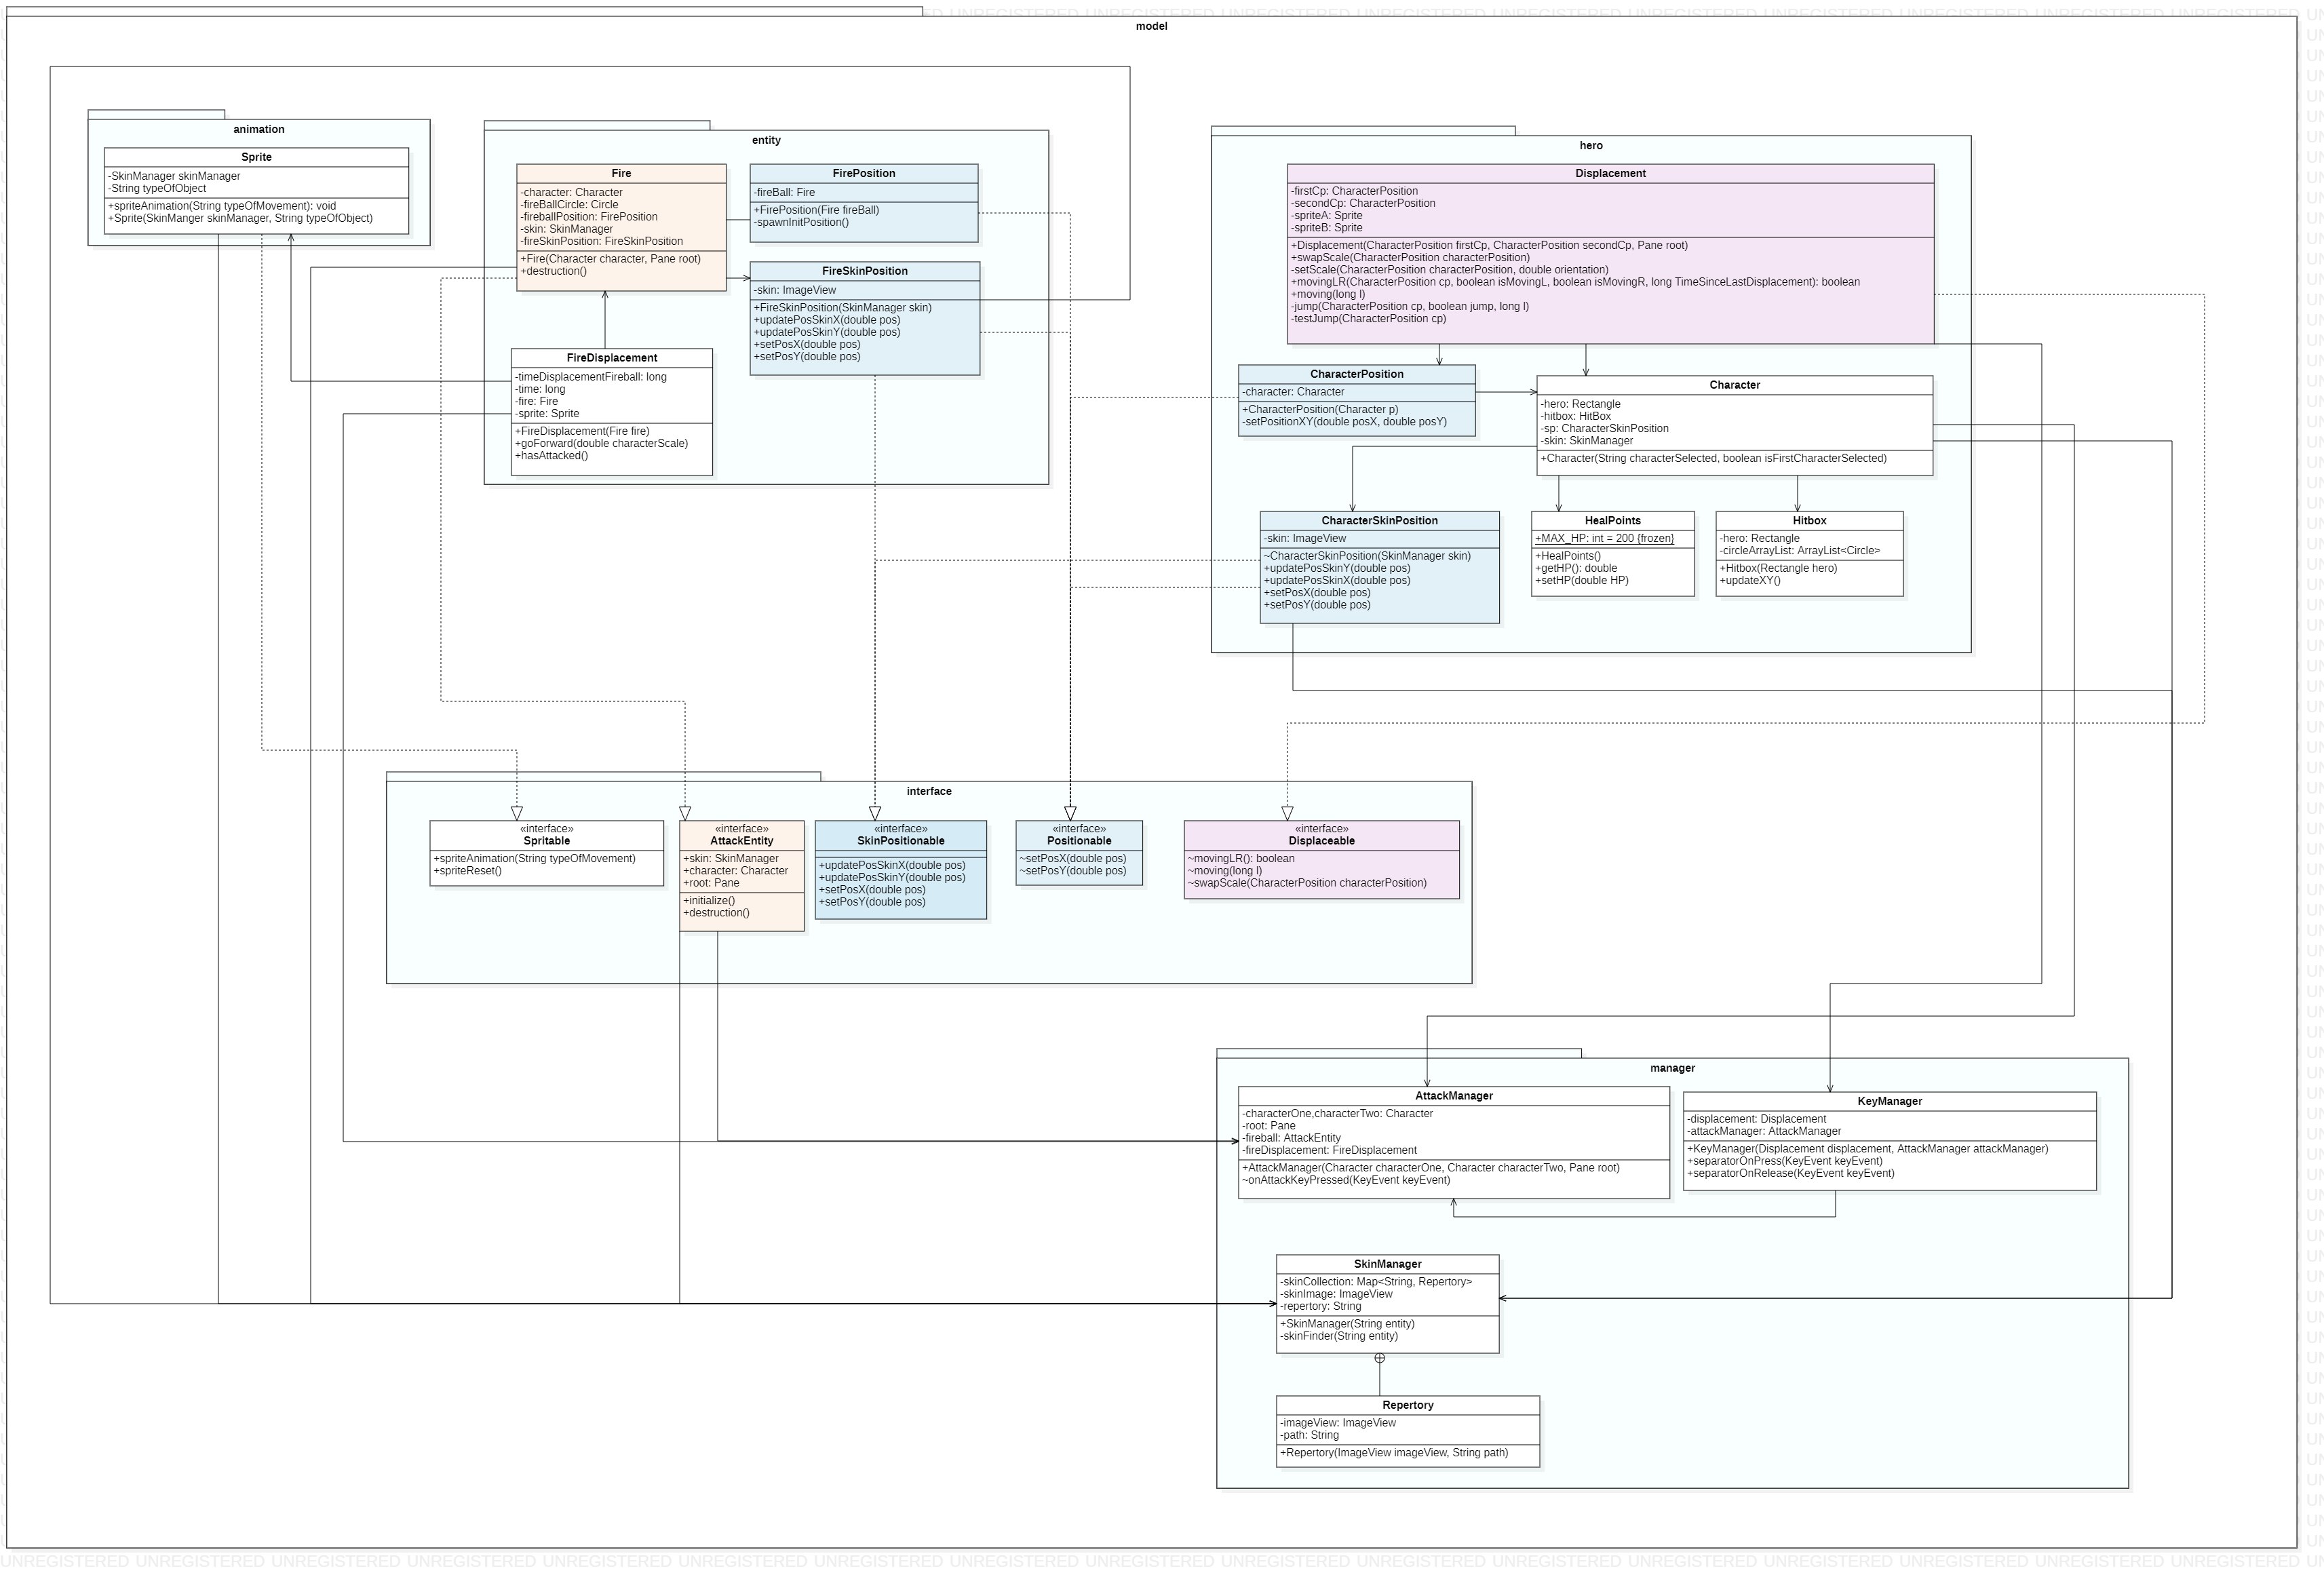 model
animation
Sprite
-SkinManager skinManager
-String typeOfObject
+spriteAnimation(String typeOfMovement): void
+Sprite(SkinManger skinManager, String typeOfObject)
entity
Fire
-character: Character
-fireBallCircle: Circle
-fireballPosition: FirePosition
-skin: SkinManager
-fireSkinPosition: FireSkinPosition
+Fire(Character character, Pane root)
+destruction()
FirePosition
-fireBall: Fire
+FirePosition(Fire fireBall)
-spawnInitPosition()
FireSkinPosition
-skin: ImageView
+FireSkinPosition(SkinManager skin)
+updatePosSkinX(double pos)
+updatePosSkinY(double pos)
+setPosX(double pos)
+setPosY(double pos)
FireDisplacement
-timeDisplacementFireball: long
-time: long
-fire: Fire
-sprite: Sprite
+FireDisplacement(Fire fire)
+goForward(double characterScale)
+hasAttacked()
hero
Displacement
-firstCp: CharacterPosition
-secondCp: CharacterPosition
-spriteA: Sprite
-spriteB: Sprite
+Displacement(CharacterPosition firstCp, CharacterPosition secondCp, Pane root)
+swapScale(CharacterPosition characterPosition)
-setScale(CharacterPosition characterPosition, double orientation)
+movingLR(CharacterPosition cp, boolean isMovingL, boolean isMovingR, long TimeSinceLastDisplacement): boolean
+moving(long l)
-jump(CharacterPosition cp, boolean jump, long l)
-testJump(CharacterPosition cp)
CharacterPosition
-character: Character
+CharacterPosition(Character p)
-setPositionXY(double posX, double posY)
Character
-hero: Rectangle
-hitbox: HitBox
-sp: CharacterSkinPosition
-skin: SkinManager
+Character(String characterSelected, boolean isFirstCharacterSelected)
CharacterSkinPosition
-skin: ImageView
~CharacterSkinPosition(SkinManager skin)
+updatePosSkinY(double pos)
+updatePosSkinX(double pos)
+setPosX(double pos)
+setPosY(double pos)
HealPoints
+MAX_HP: int = 200 {frozen}
+HealPoints()
+getHP(): double
+setHP(double HP)
Hitbox
-hero: Rectangle
-circleArrayList: ArrayList<Circle>
+Hitbox(Rectangle hero)
+updateXY()
interface
«interface»
Spritable
+spriteAnimation(String typeOfMovement)
+spriteReset()
«interface»
AttackEntity
+skin: SkinManager
+character: Character
+root: Pane
+initialize()
+destruction()
«interface»
SkinPositionable
+updatePosSkinX(double pos)
+updatePosSkinY(double pos)
+setPosX(double pos)
+setPosY(double pos)
«interface»
Positionable
~setPosX(double pos)
~setPosY(double pos)
«interface»
Displaceable
~movingLR(): boolean
~moving(long l)
~swapScale(CharacterPosition characterPosition)
manager
AttackManager
-characterOne,characterTwo: Character
-root: Pane
-fireball: AttackEntity
-fireDisplacement: FireDisplacement
+AttackManager(Character characterOne, Character characterTwo, Pane root)
~onAttackKeyPressed(KeyEvent keyEvent)
KeyManager
-displacement: Displacement
-attackManager: AttackManager
+KeyManager(Displacement displacement, AttackManager attackManager)
+separatorOnPress(KeyEvent keyEvent)
+separatorOnRelease(KeyEvent keyEvent)
SkinManager
-skinCollection: Map<String, Repertory>
-skinImage: ImageView
-repertory: String
+SkinManager(String entity)
-skinFinder(String entity)
Repertory
-imageView: ImageView
-path: String
+Repertory(ImageView imageView, String path)
UNREGISTERED UNREGISTERED UNREGISTERED UNREGISTERED UNREGISTERED UNREGISTERED UNREGISTERED UNREGISTERED UNREGISTERED UNREGISTERED UNREGISTERED UNREGISTERED UNREGISTERED UNREGISTERED UNREGISTERED UNREGISTERED UNREGISTERED